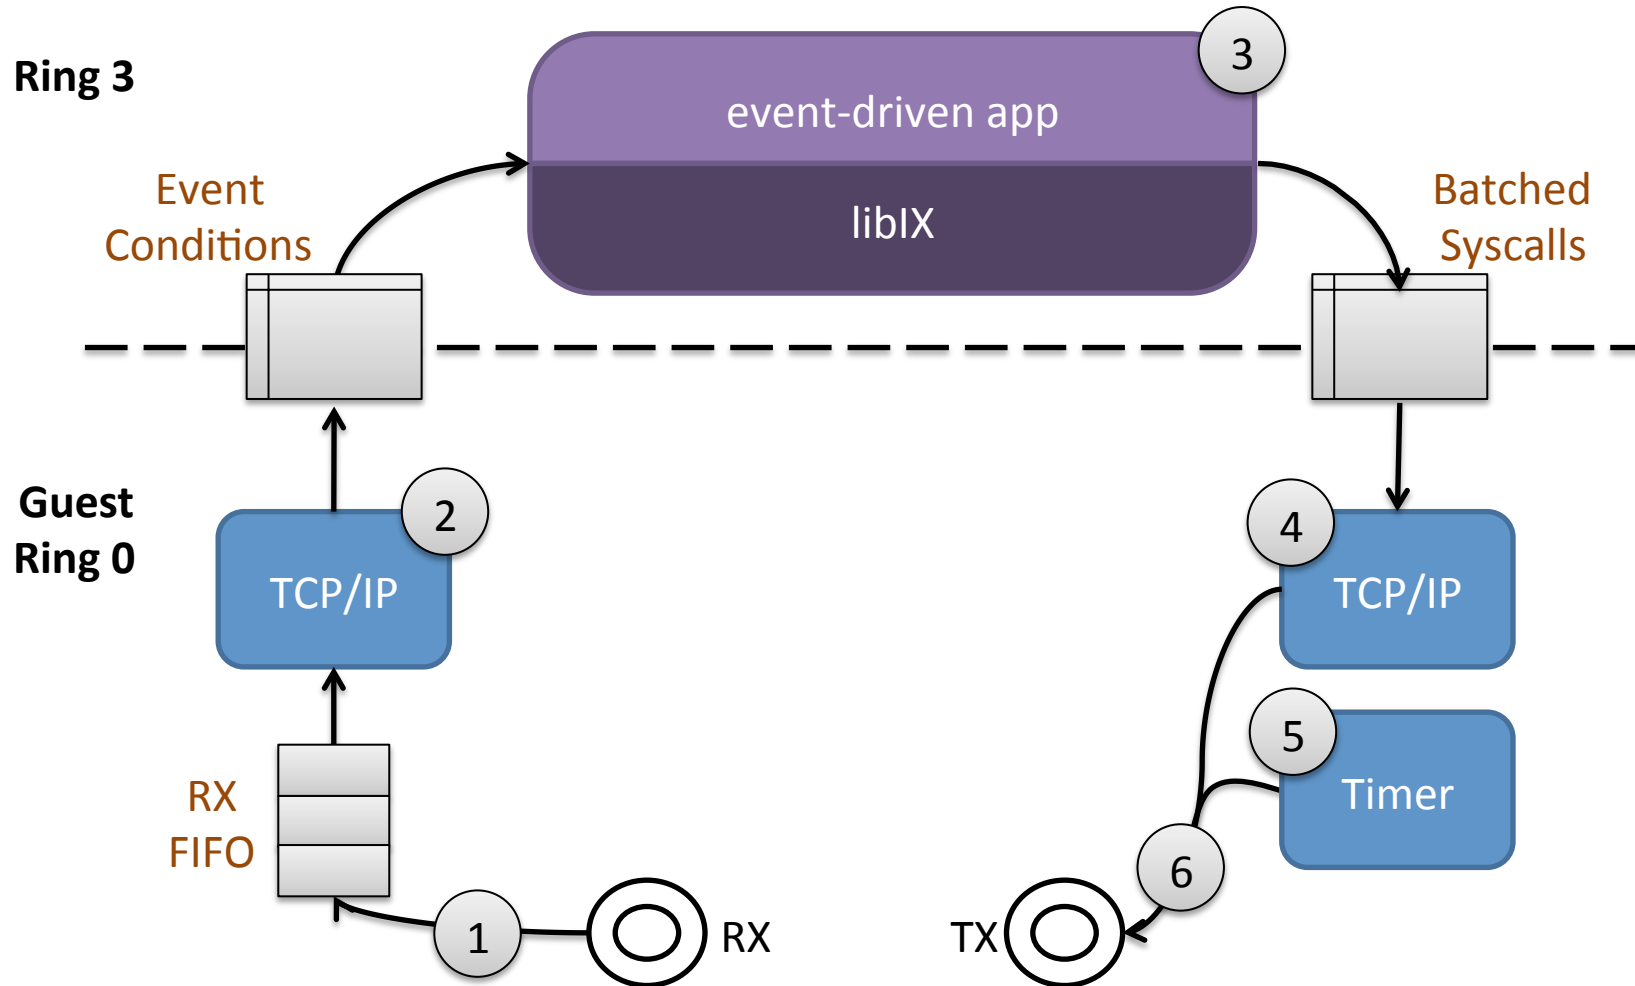 Ring 3
event-driven app
3
libIX
Event
Conditions
Batched
Syscalls
Guest
Ring 0
2
TCP/IP
4
TCP/IP
5
Timer
RX
FIFO
1
RX
TX
6